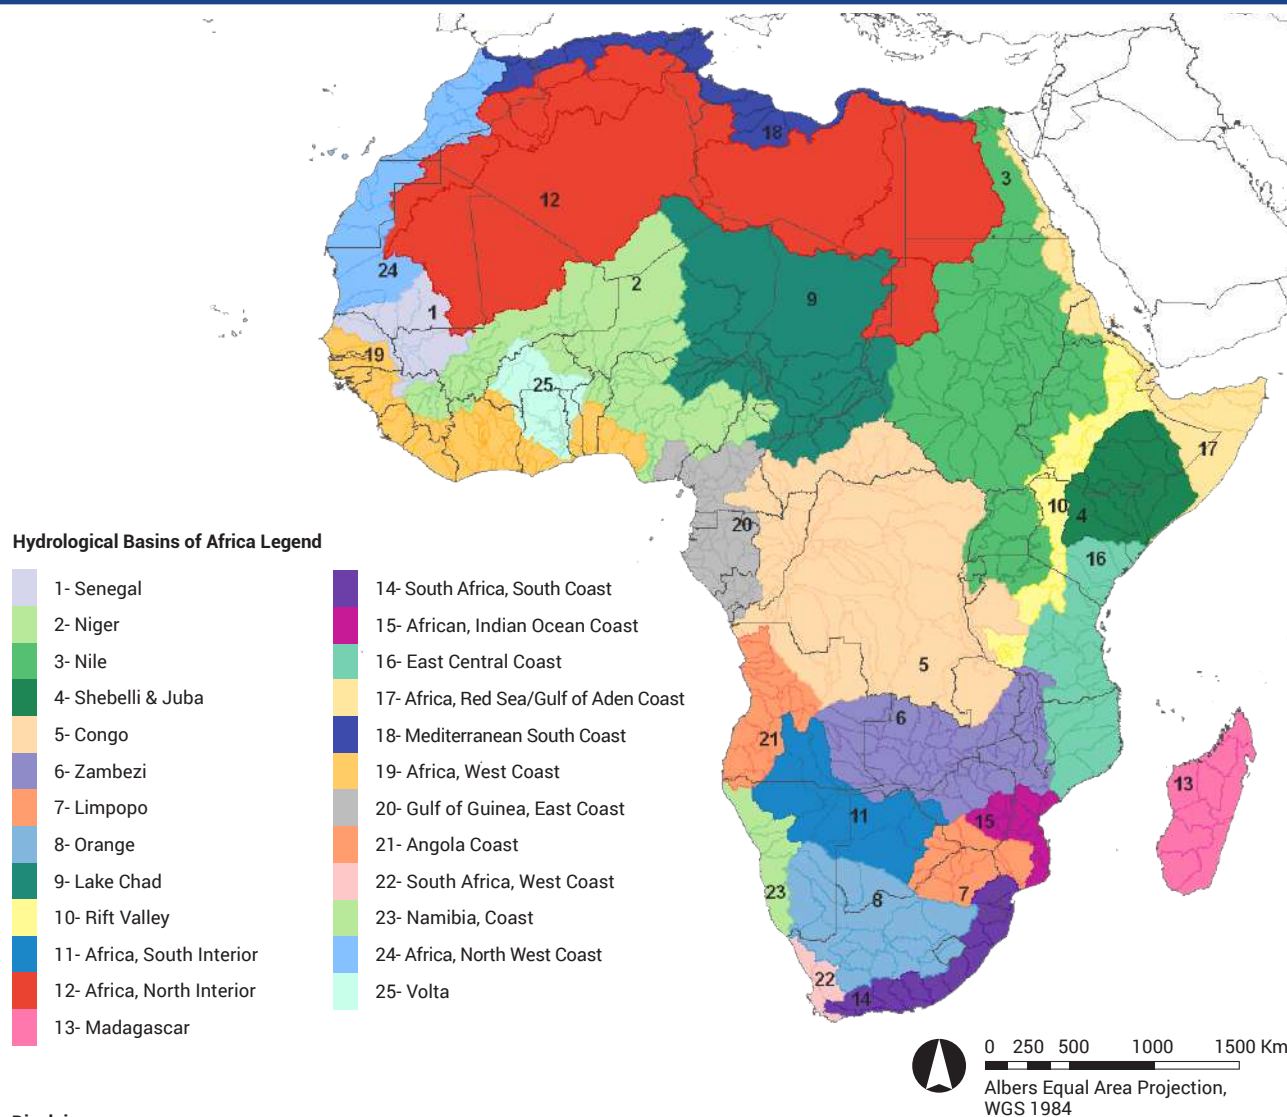 18
3
12
24
2
1
9
19
25
17
10
4
20
16
5
6
21
13
11
15
7
8
23
22
14
Hydrological Basins of Africa Legend
1- Senegal
2- Niger
3- Nile
4- Shebelli & Juba
5- Congo
6- Zambezi
7- Limpopo
8- Orange
9- Lake Chad
10- Rift Valley
11- Africa, South Interior
12- Africa, North Interior
13- Madagascar
14- South Africa, South Coast
15- African, Indian Ocean Coast
16- East Central Coast
17- Africa, Red Sea/Gulf of Aden Coast
18- Mediterranean South Coast
19- Africa, West Coast
20- Gulf of Guinea, East Coast
21- Angola Coast
22- South Africa, West Coast
23- Namibia, Coast
24- Africa, North West Coast
25- Volta
0 250 500 1000 1500 Km
Albers Equal Area Projection,
WGS 1984